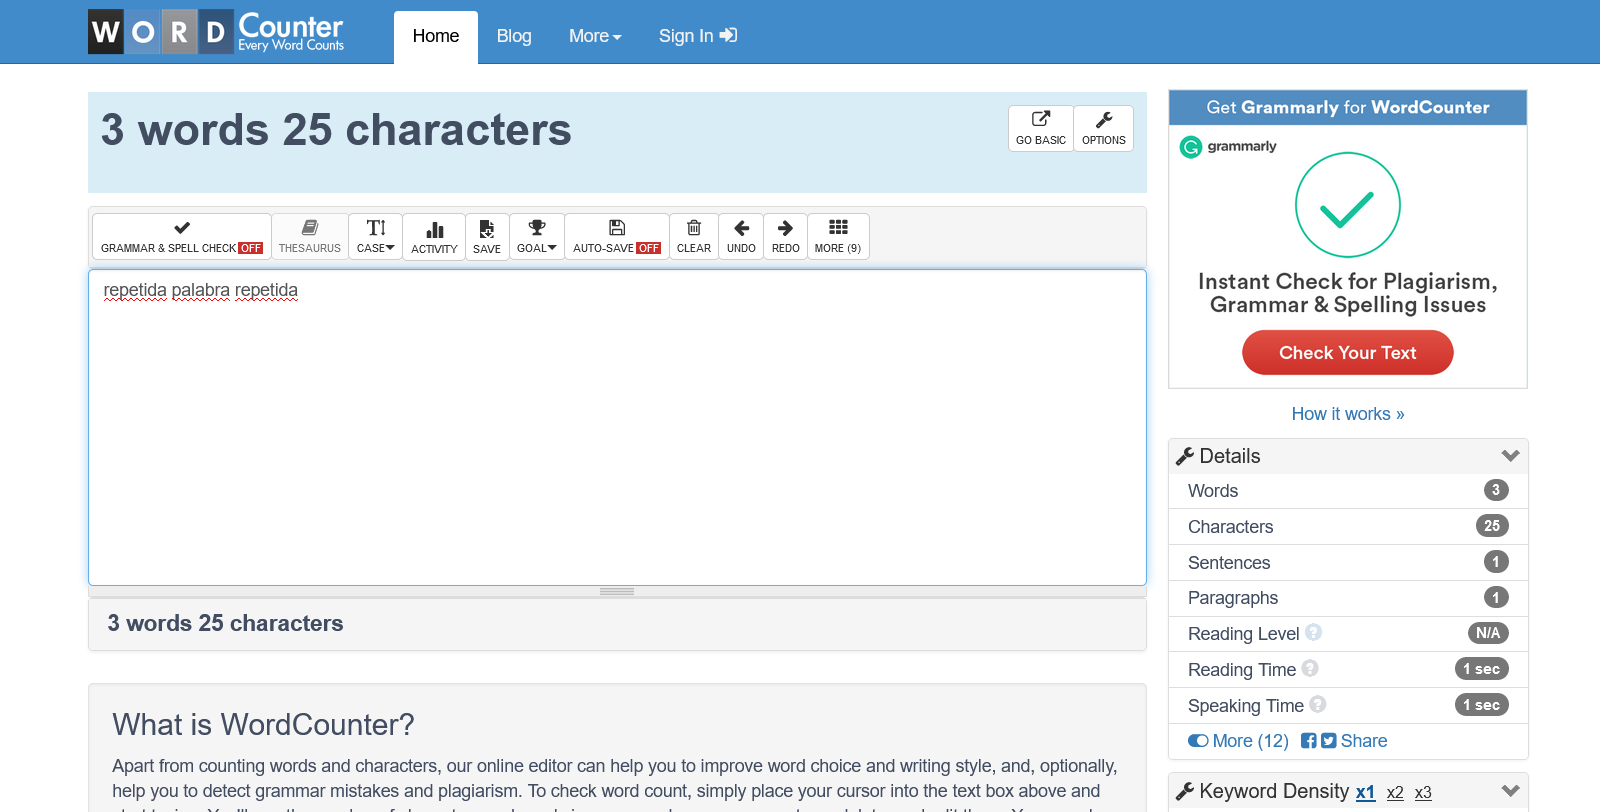 WORD Counter
Every Word Counts
Home Blog More Sign In
3 words 25 characters
GO BASIC OPTIONS
GRAMMAR & SPELL CHECK OFF THESAURUS CASE ACTIVITY SAVE GOAL AUTO-SAVE OFF CLEAR UNDO REDO MORE (9)
repetida palabra repetida
3 words 25 characters
What is WordCounter?
Apart from counting words and characters, our online editor can help you to improve word choice and writing style, and, optionally,
help you to detect grammar mistakes and plagiarism. To check word count, simply place your cursor into the text box above and
Get Grammarly for WordCounter
grammarly
Instant Check for Plagiarism,
Grammar & Spelling Issues
Check Your Text
How it works »
Details
Words 3
Characters 25
Sentences 1
Paragraphs 1
Reading Level ? N/A
Reading Time ? 1 sec
Speaking Time ? 1 sec
More (12) Share
Keyword Density x1 x2 x3